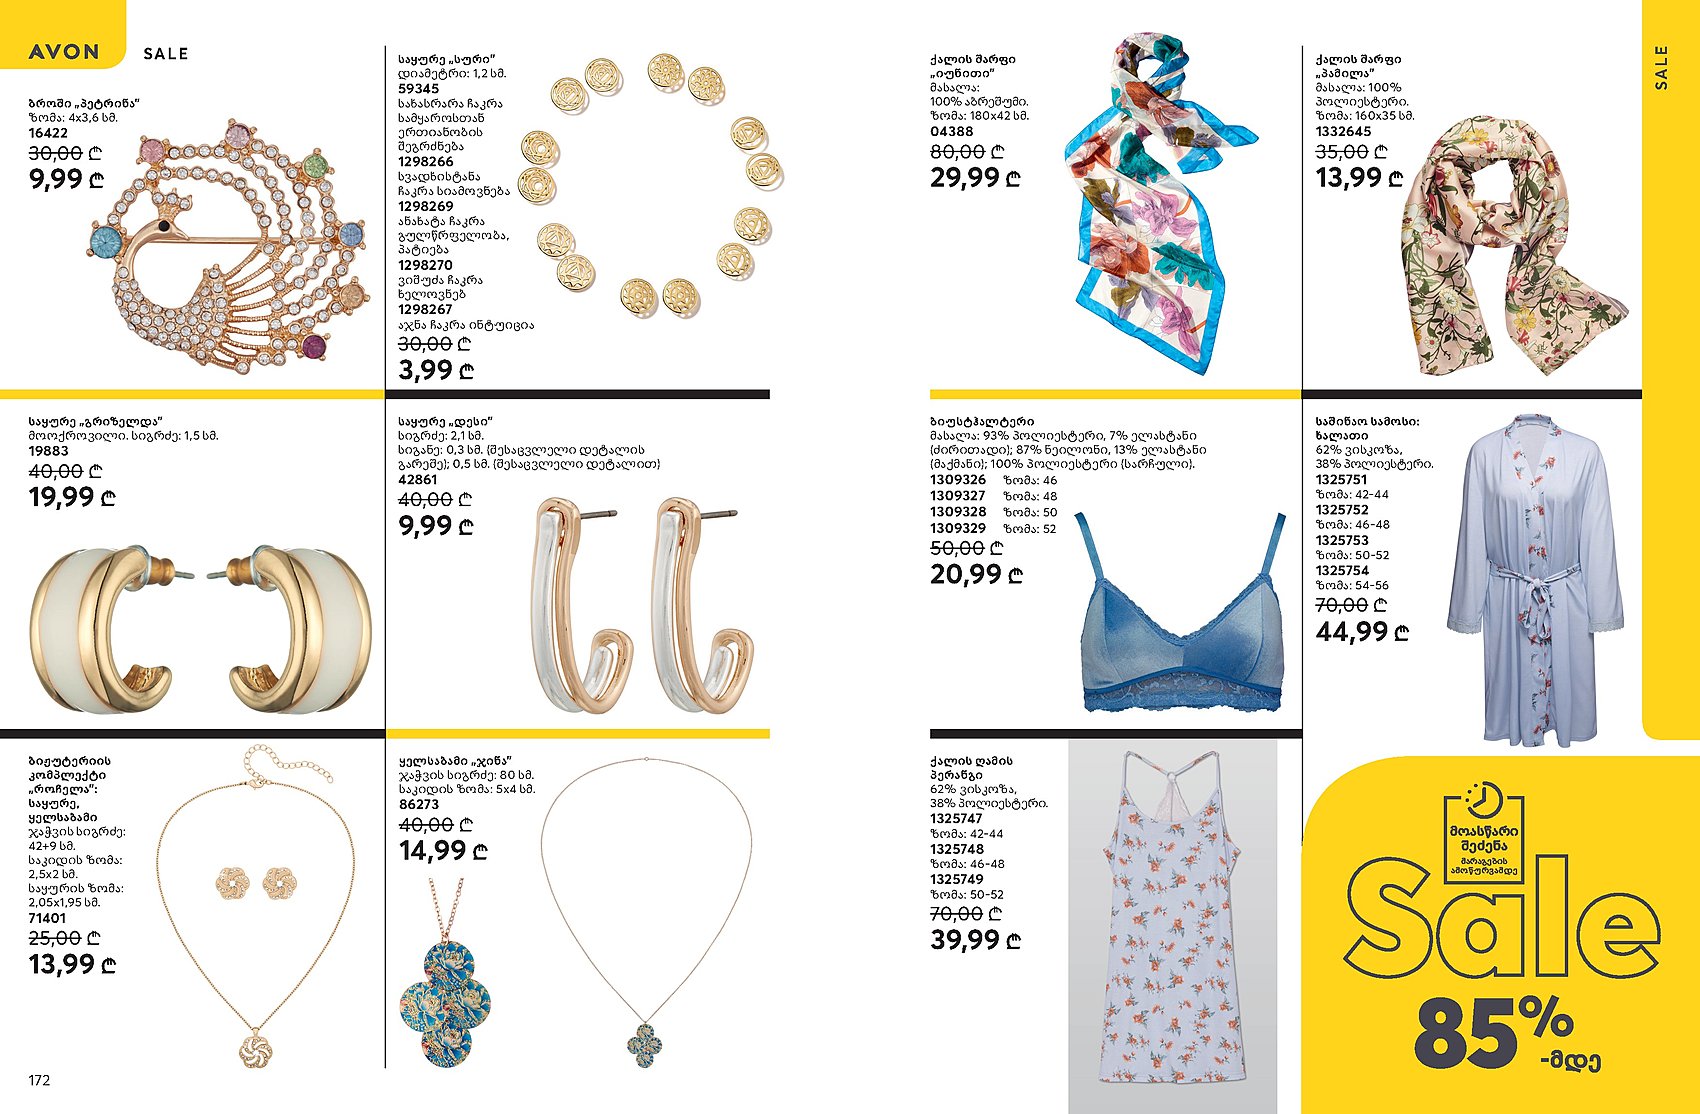 AVON
SALE
ბროში „პეტრინა”
ზომა: 4x3,6 სმ.
16422
30,00 ₾
9,99 ₾
საყურე „სური”
დიამეტრი: 1,2 სმ.
59345
სახასრარა ჩაკრა
სამყაროსთან
ერთიანობის
შეგრძნება
1298266
სვადხისტანა
ჩაკრა სიამოვნება
1298269
ანახატა ჩაკრა
გულწრფელობა,
პატიება
1298270
ვიშუძა ჩაკრა
ხელოვნებ
1298267
აჯნა ჩაკრა ინტუიცია
30,00 ₾
3,99 ₾
საყურე „გრიზელდა”
მოოქროვილი. სიგრძე: 1,5 სმ.
19883
40,00 ₾
19,99 ₾
საყურე „დესი”
სიგრძე: 2,1 სმ.
სიგანე: 0,3 სმ. (შესაცვლელი დეტალის
გარეშე); 0,5 სმ. (შესაცვლელი დეტალით)
42861
40,00 ₾
9,99 ₾
ბიჟუტერიის
კომპლექტი
„როჩელა”:
საყურე,
ყელსაბამი
ჯაჭვის სიგრძე:
42+9 სმ.
საკიდის ზომა:
2,5x2 სმ.
საყურის ზომა:
2,05x1,95 სმ.
71401
25,00 ₾
13,99 ₾
ყელსაბამი „ჯინა”
ჯაჭვის სიგრძე: 80 სმ.
საკიდის ზომა: 5x4 სმ.
86273
40,00 ₾
14,99 ₾
172
ქალის შარფი
„იუნითი”
მასალა:
100% აბრეშუმი.
ზომა: 180x42 სმ.
04388
80,00 ₾
29,99 ₾
ქალის შარფი
„პამილა”
მასალა: 100%
პოლიესტერი.
ზომა: 160x35 სმ.
1332645
35,00 ₾
13,99 ₾
SALE
ბიუსტჰალტერი
მასალა: 93% პოლიესტერი, 7% ელასტანი
(ძირითადი); 87% ნეილონი, 13% ელასტანი
(მაქმანი); 100% პოლიესტერი (სარჩული).
1309326 ზომა: 46
1309327 ზომა: 48
1309328 ზომა: 50
1309329 ზომა: 52
50,00 ₾
20,99 ₾
საშინაო სამოსი:
ხალათი
62% ვისკოზა,
38% პოლიესტერი.
1325751
ზომა: 42-44
1325752
ზომა: 46-48
1325753
ზომა: 50-52
1325754
ზომა: 54-56
70,00 ₾
44,99 ₾
ქალის ღამის
პერანგი
62% ვისკოზა,
38% პოლიესტერი.
1325747
ზომა: 42-44
1325748
ზომა: 46-48
1325749
ზომა: 50-52
70,00 ₾
39,99 ₾
მოასწარი
შეძენა
მარაგების
ამოწურვამდე
Sale
85%
-მდე